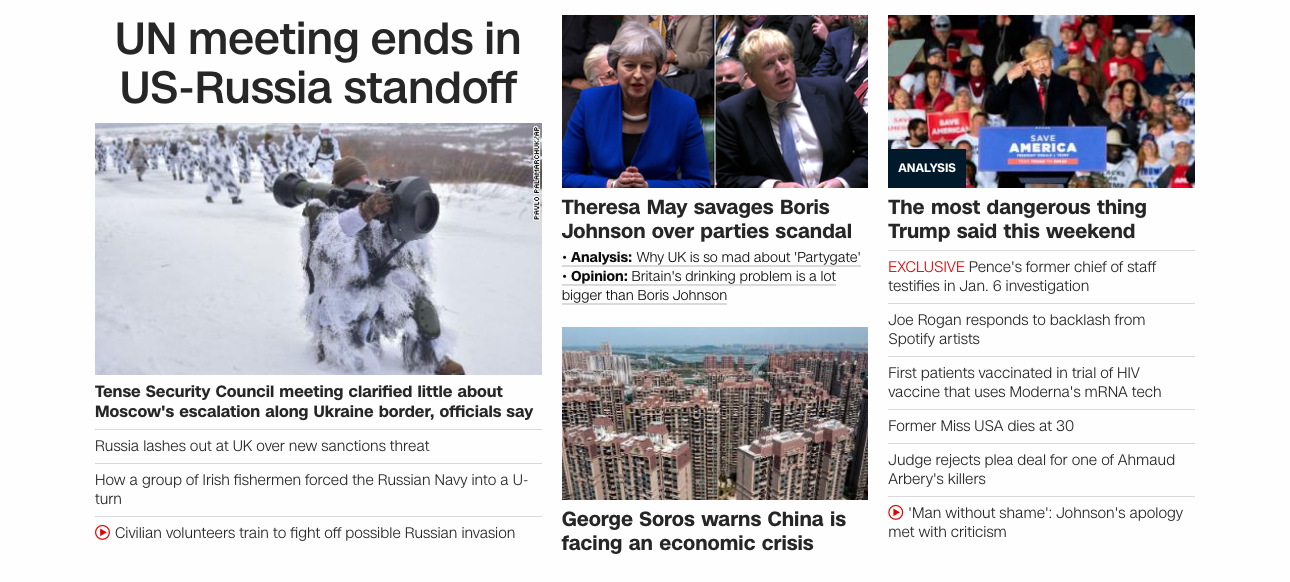 UN meeting ends in
US-Russia standoff
PAVLO PALAMARCHUK/AP
Tense Security Council meeting clarified little about
Moscow's escalation along Ukraine border, officials say
Russia lashes out at UK over new sanctions threat
How a group of Irish fishermen forced the Russian Navy into a U-
turn
Civilian volunteers train to fight off possible Russian invasion
Theresa May savages Boris
Johnson over parties scandal
• Analysis: Why UK is so mad about 'Partygate'
• Opinion: Britain's drinking problem is a lot
bigger than Boris Johnson
George Soros warns China is
facing an economic crisis
SAVE
AMERICA
SAVE
AMERICA
ANALYSIS
The most dangerous thing
Trump said this weekend
EXCLUSIVE Pence's former chief of staff
testifies in Jan. 6 investigation
Joe Rogan responds to backlash from
Spotify artists
First patients vaccinated in trial of HIV
vaccine that uses Moderna's mRNA tech
Former Miss USA dies at 30
Judge rejects plea deal for one of Ahmaud
Arbery's killers
'Man without shame': Johnson's apology
met with criticism